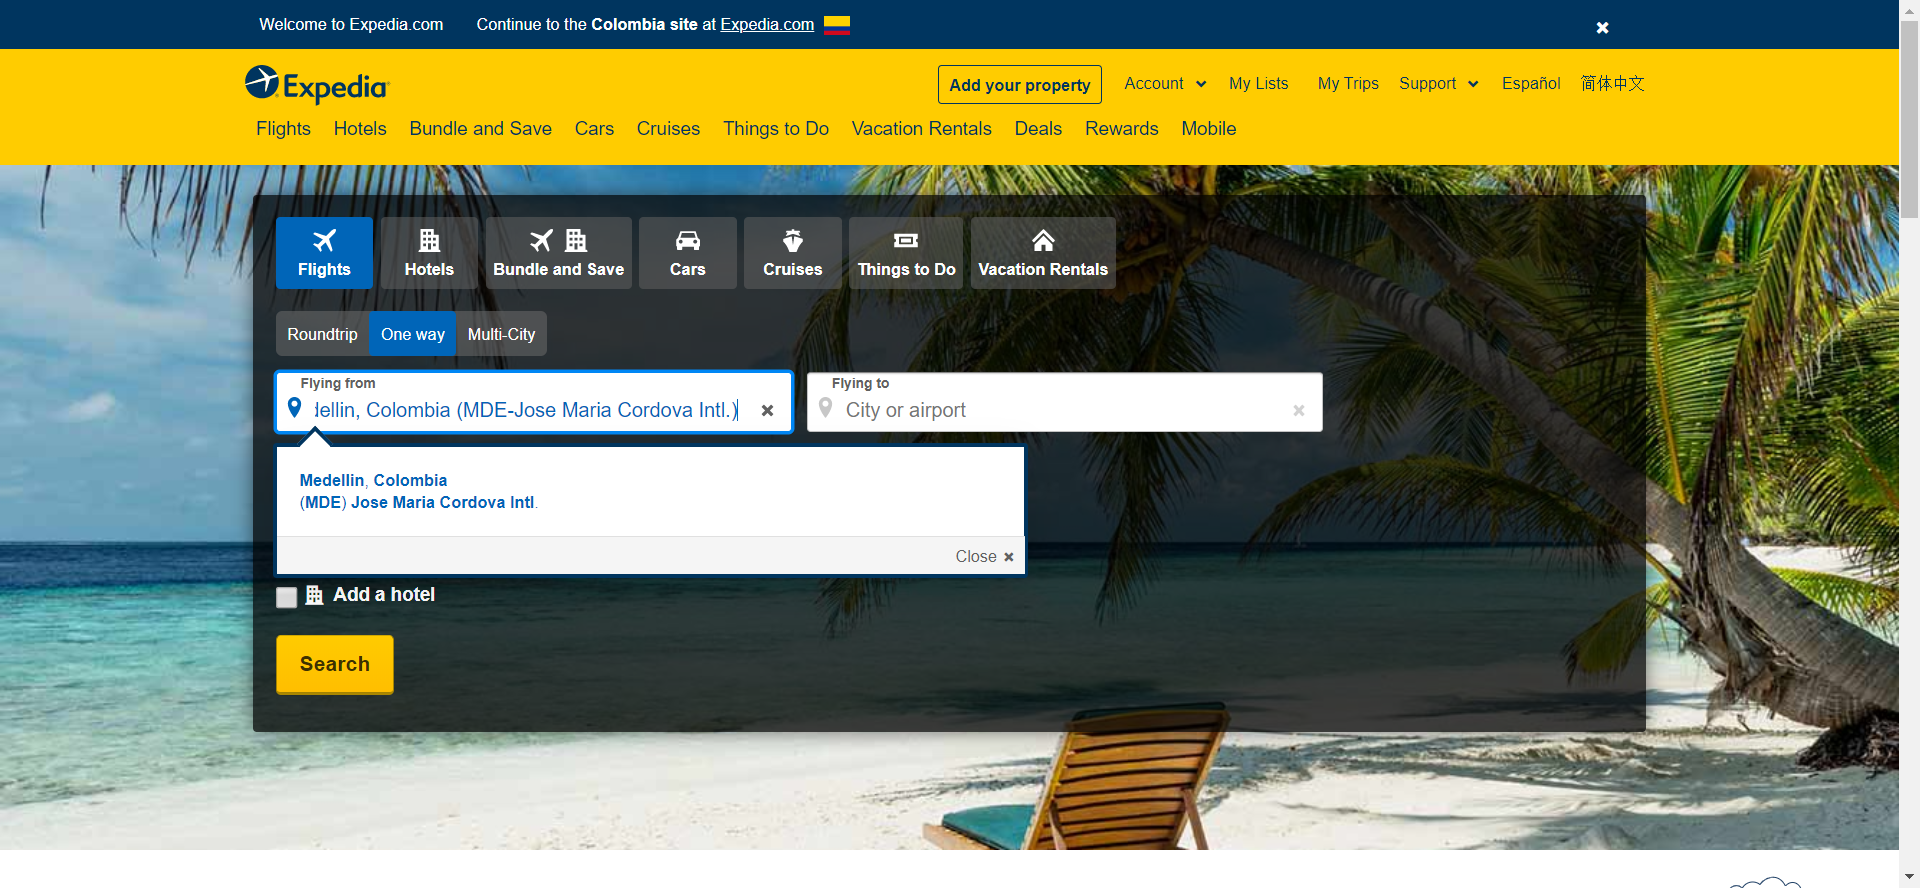 Welcome to Expedia.com
Continue to the Colombia site at Expedia.com
Expedia
Add your property
Account
My Lists
My Trips
Support
Español
简体中文
Flights
Hotels
Bundle and Save
Cars
Cruises
Things to Do
Vacation Rentals
Deals
Rewards
Mobile
Flights
Hotels
Bundle and Save
Cars
Cruises
Things to Do
Vacation Rentals
Roundtrip
One way
Multi-City
Flying from
dellin, Colombia (MDE-Jose Maria Cordova Intl.)
Flying to
City or airport
Medellin, Colombia
(MDE) Jose Maria Cordova Intl.
Close
Add a hotel
Search